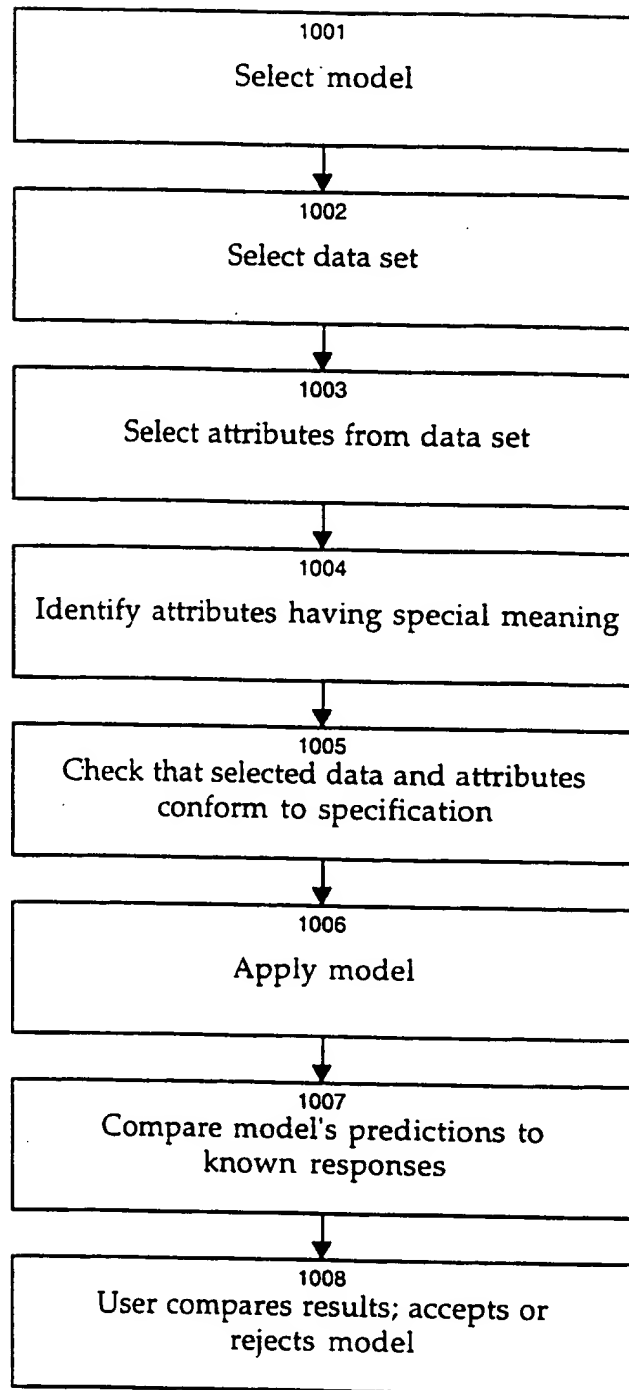 1001
Select model
1002
Select data set
1003
Select attributes from data set
1004
Identify attributes having special meaning
1005
Check that selected data and attributes
conform to specification
1006
Apply model
1007
Compare model's predictions to
known responses
1008
User compares results; accepts or
rejects model